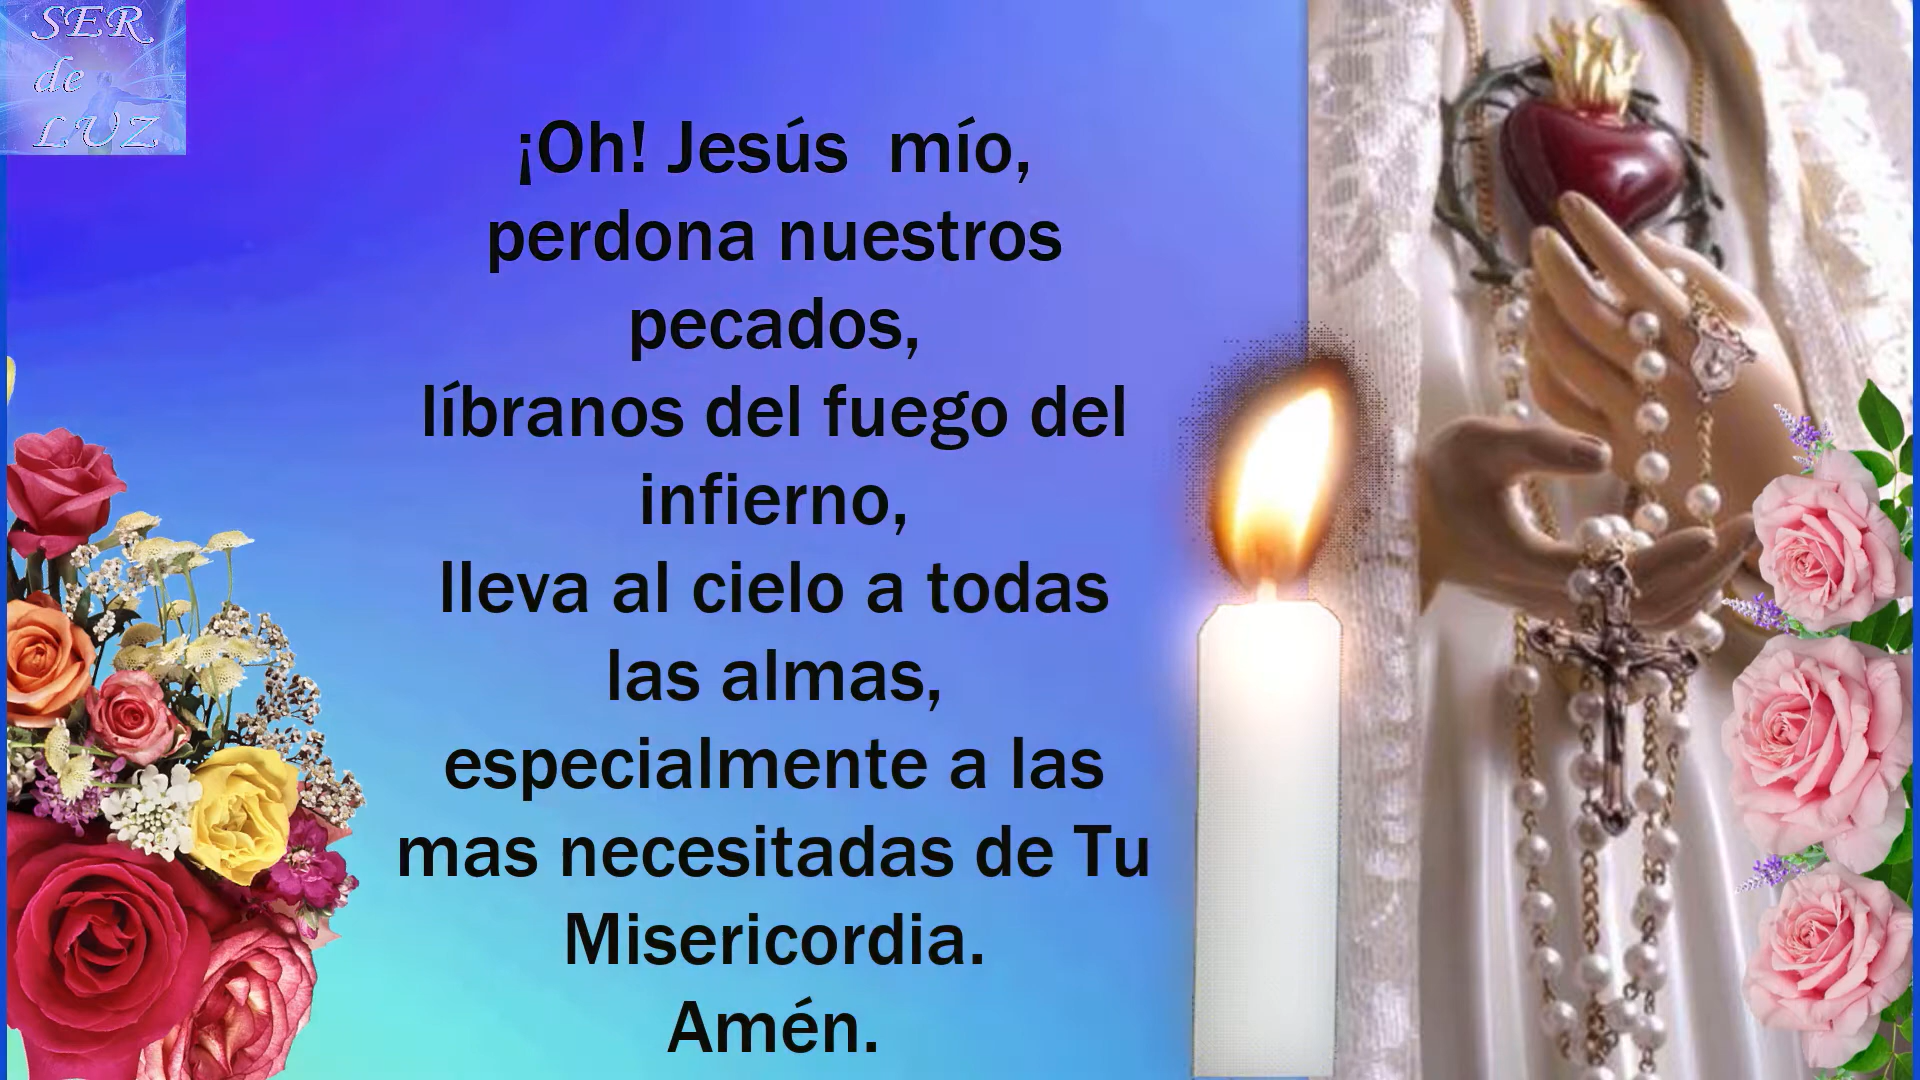 SER
de
LUZ
¡Oh! Jesús mío,
perdona nuestros
pecados,
líbranos del fuego del
infierno,
lleva al cielo a todas
las almas,
especialmente a las
mas necesitadas de Tu
Misericordia.
Amén.